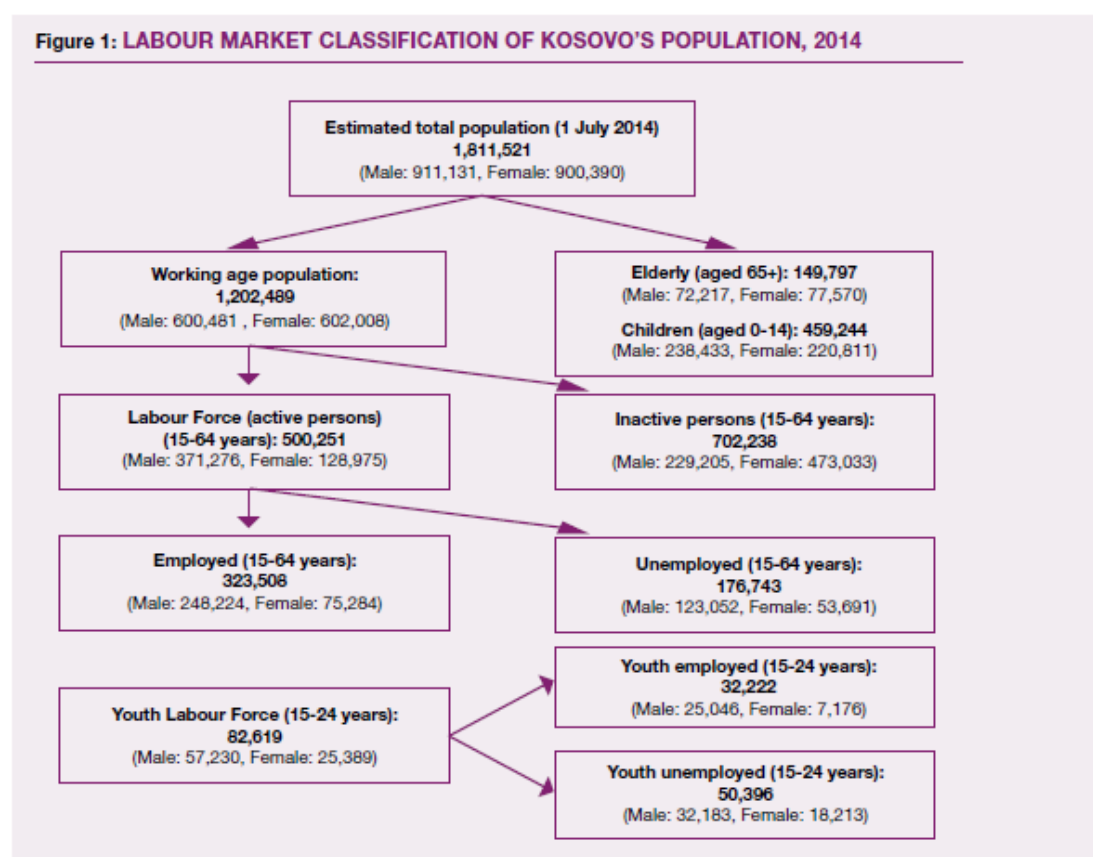 Figure 1: LABOUR MARKET CLASSIFICATION OF KOSOVO'S POPULATION, 2014
Estimated total population (1 July 2014)
1,811,521
(Male: 911,131, Female: 900,390)
Working age population:
1,202,489
(Male: 600,481 , Female: 602,008)
Elderly (aged 65+): 149,797
(Male: 72,217, Female: 77,570)
Children (aged 0-14): 459,244
(Male: 238,433, Female: 220,811)
Labour Force (active persons)
(15-64 years): 500,251
(Male: 371,276, Female: 128,975)
Inactive persons (15-64 years):
702,238
(Male: 229,205, Female: 473,033)
Employed (15-64 years):
323,508
(Male: 248,224, Female: 75,284)
Unemployed (15-64 years):
176,743
(Male: 123,052, Female: 53,691)
Youth Labour Force (15-24 years):
82,619
(Male: 57,230, Female: 25,389)
Youth employed (15-24 years):
32,222
(Male: 25,046, Female: 7,176)
Youth unemployed (15-24 years):
50,396
(Male: 32,183, Female: 18,213)